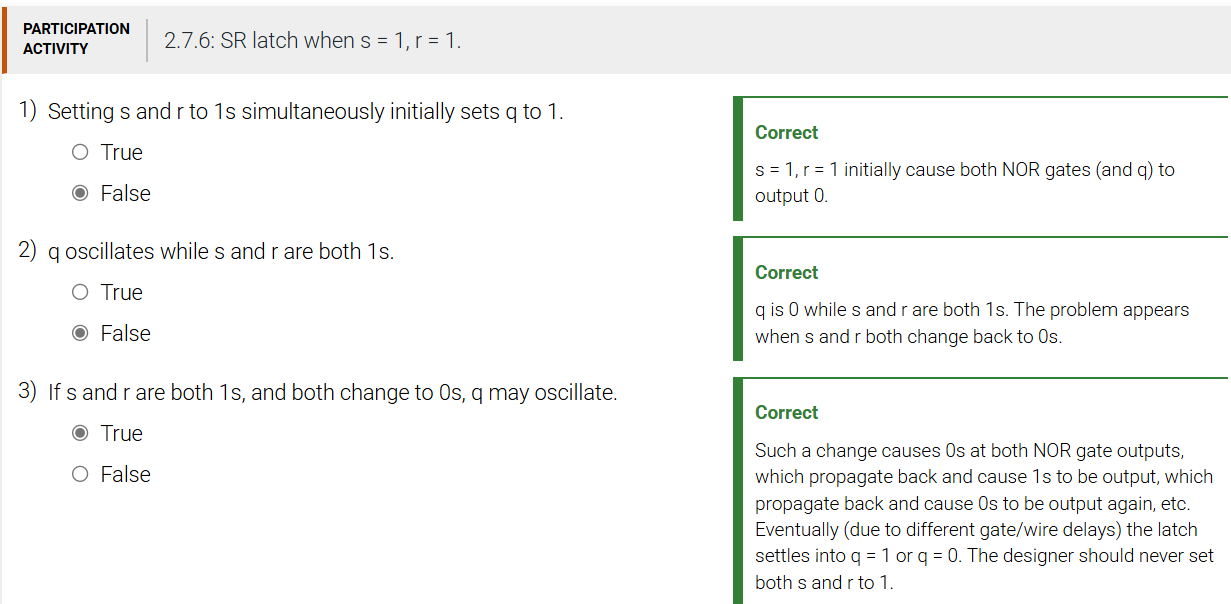 PARTICIPATION
ACTIVITY
2.7.6: SR latch when s = 1, r = 1.
1) Setting s and r to 1s simultaneously initially sets q to 1.
True
False
Correct
s = 1, r = 1 initially cause both NOR gates (and q) to
output 0.
2) q oscillates while s and r are both 1s.
True
False
Correct
q is 0 while s and r are both 1s. The problem appears
when s and r both change back to 0s.
3) If s and r are both 1s, and both change to 0s, q may oscillate.
True
False
Correct
Such a change causes 0s at both NOR gate outputs,
which propagate back and cause 1s to be output, which
propagate back and cause 0s to be output again, etc.
Eventually (due to different gate/wire delays) the latch
settles into q = 1 or q = 0. The designer should never set
both s and r to 1.